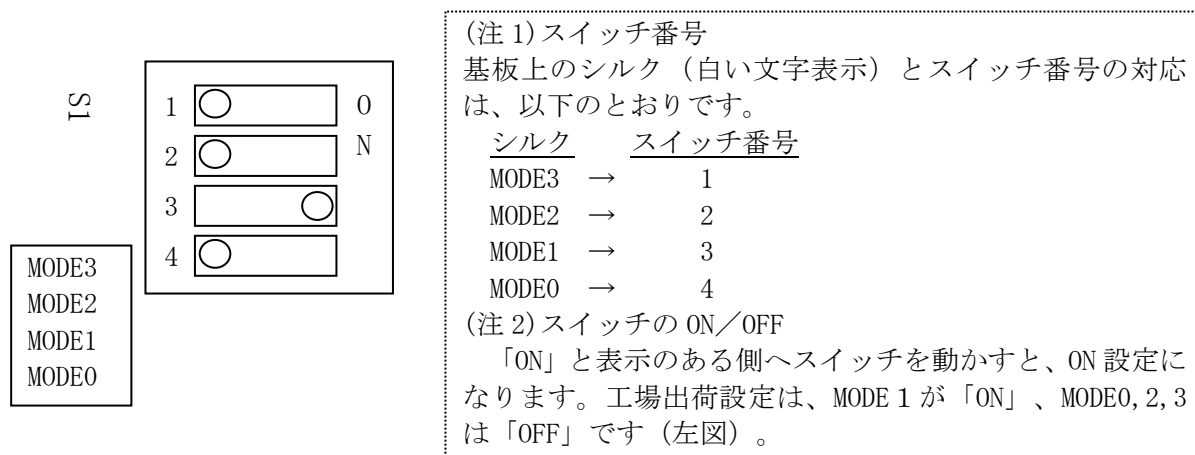 S1
1
2
3
4
O
N
MODE3
MODE2
MODE1
MODE0
(注 1)スイッチ番号
基板上のシルク（白い文字表示）とスイッチ番号の対応
は、以下のとおりです。
シルク スイッチ番号
MODE3 → 1
MODE2 → 2
MODE1 → 3
MODE0 → 4
(注 2)スイッチの ON／OFF
「ON」と表示のある側へスイッチを動かすと、ON 設定に
なります。工場出荷設定は、MODE１が「ON」、MODE0,2,3
は「OFF」です（左図）。